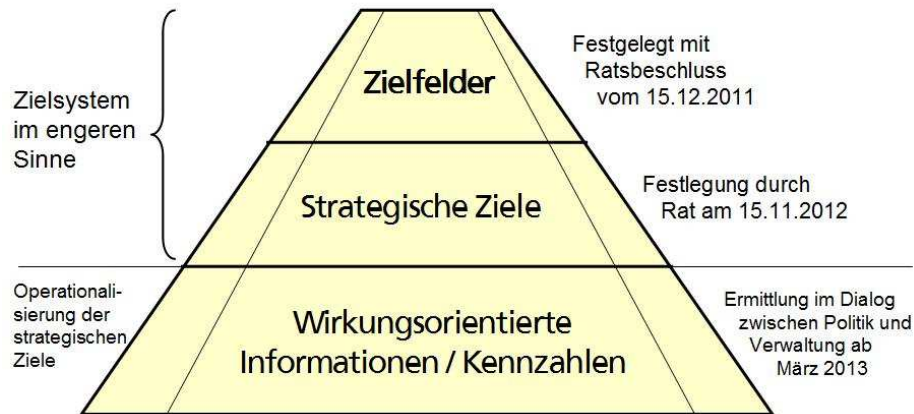 Zielsystem
im engeren
Sinne
Zielfelder
Festgelegt mit
Ratsbeschluss
vom 15.12.2011
Strategische Ziele
Festlegung durch
Rat am 15.11.2012
Operationali-
sierung der
strategischen
Ziele
Wirkungsorientierte
Informationen / Kennzahlen
Ermittlung im Dialog
zwischen Politik und
Verwaltung ab
März 2013